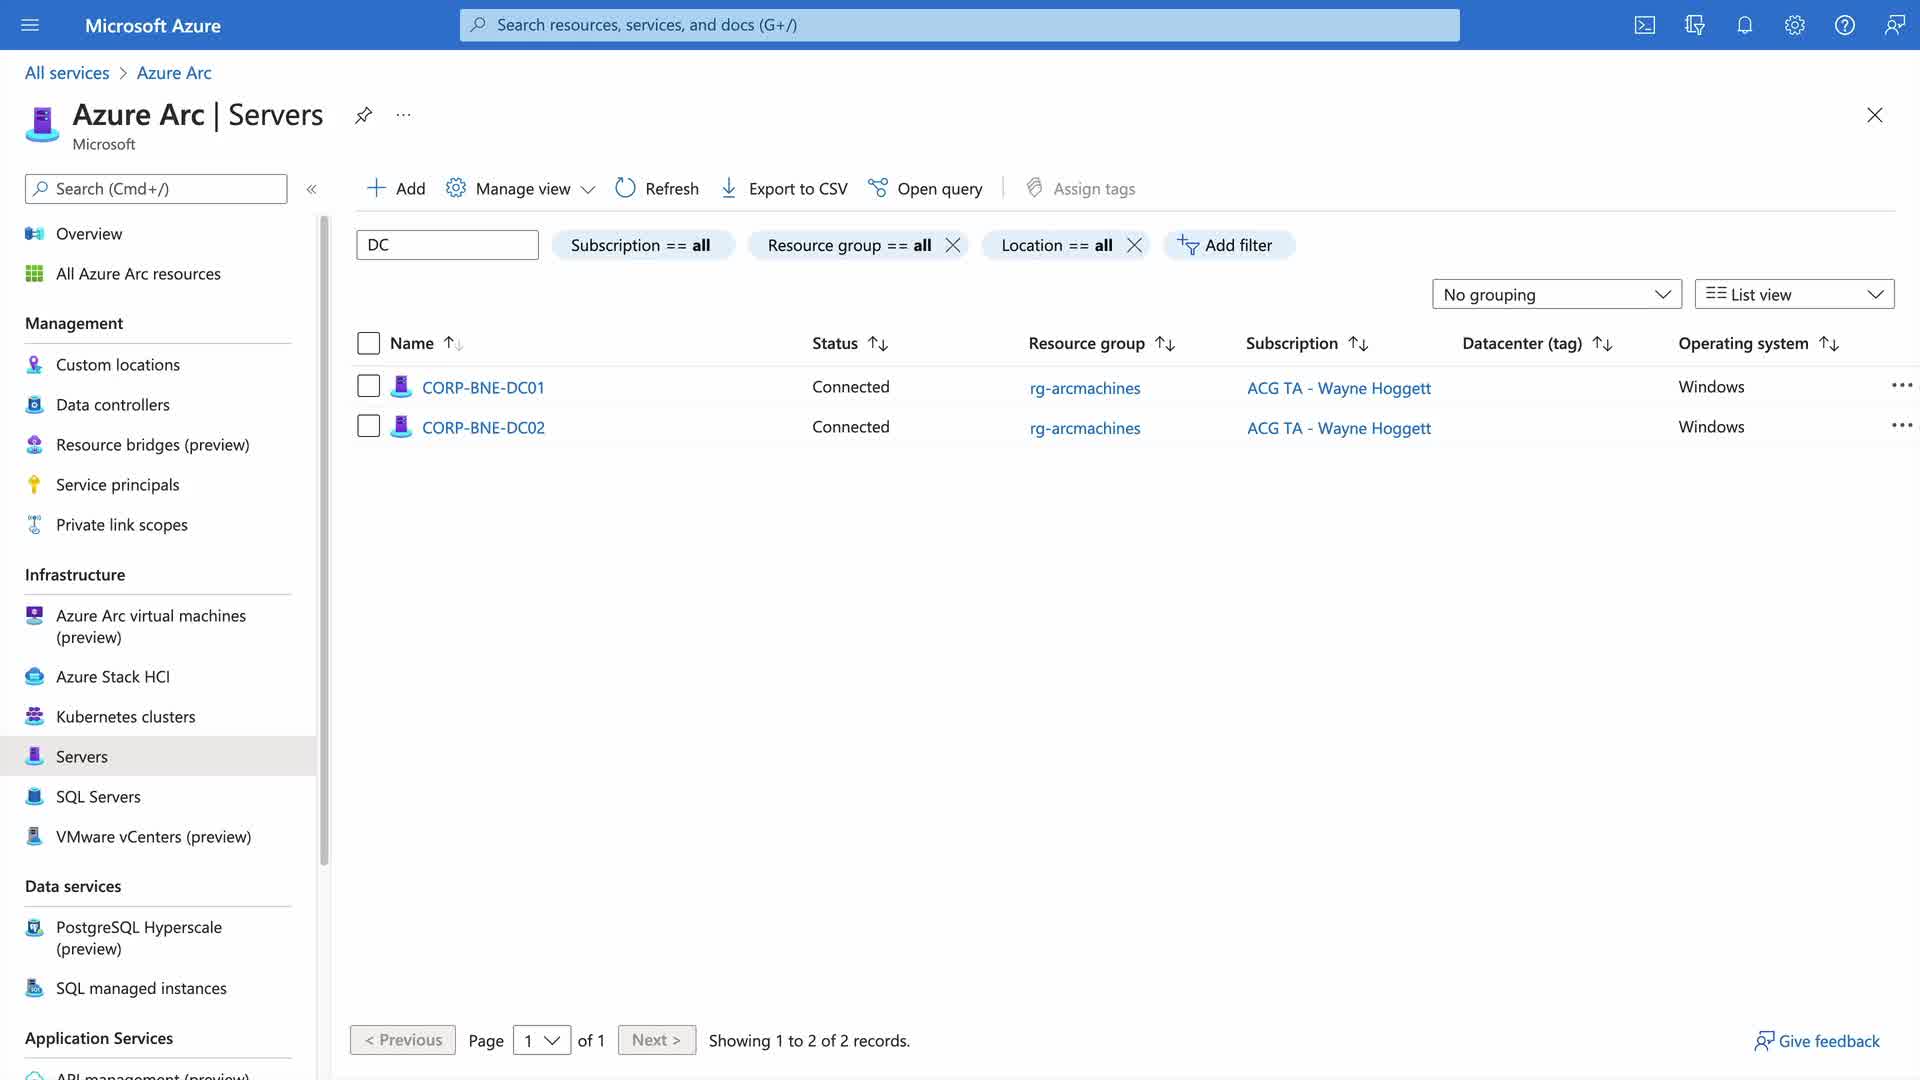 Microsoft Azure
Search resources, services, and docs (G+/)
All services > Azure Arc
Azure Arc | Servers
...
Microsoft
Search (Cmd+/)
«
Add
Manage view
Refresh
Export to CSV
Open query
Assign tags
Overview
All Azure Arc resources
Management
Custom locations
Data controllers
Resource bridges (preview)
Service principals
Private link scopes
Infrastructure
Azure Arc virtual machines
(preview)
Azure Stack HCI
Kubernetes clusters
Servers
SQL Servers
VMware vCenters (preview)
Data services
PostgreSQL Hyperscale
(preview)
SQL managed instances
Application Services
API management (preview)
DC
Subscription == all
Resource group == all
Location == all
Add filter
No grouping
List view
Name Status Resource group Subscription Datacenter (tag) Operating system
CORP-BNE-DC01 Connected rg-arcmachines ACG TA - Wayne Hoggett Windows ...
CORP-BNE-DC02 Connected rg-arcmachines ACG TA - Wayne Hoggett Windows ...
< Previous Page 1 of 1 Next > Showing 1 to 2 of 2 records.
Give feedback